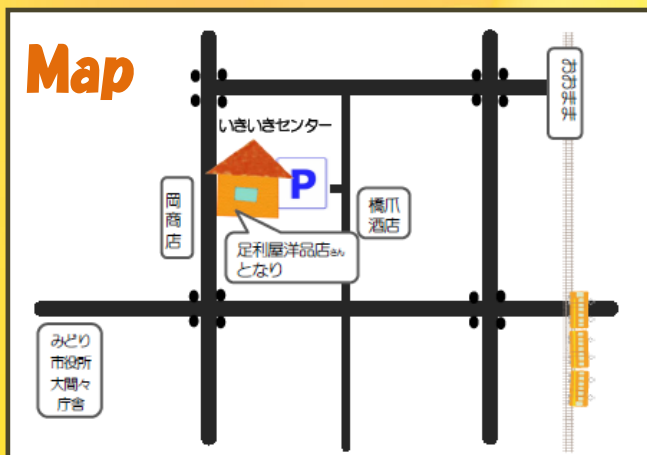 Map
おおまま
いきいきセンター
P
岡
商
店
橋爪
酒店
足利屋洋品店さん
となり
みどり
市役所
大間々
庁舎